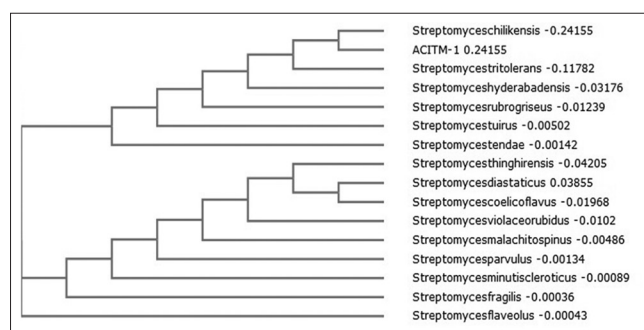 Streptomyceschilikensis -0.24155
ACITM-1 0.24155
Streptomycestritolerans -0.11782
Streptomyceshyderabadensis -0.03176
Streptomycesrubrogriseus -0.01239
Streptomycestuirus -0.00502
Streptomycestendae -0.00142
Streptomycesthinghirensis -0.04205
Streptomycesdiastaticus 0.03855
Streptomycescoelicoflavus -0.01968
Streptomycesviolaceorubidus -0.0102
Streptomycesmalachitospinus -0.00486
Streptomycesparvulus -0.00134
Streptomycesminutiscleroticus -0.00089
Streptomycesfragilis -0.00036
Streptomycesflaveolus -0.00043